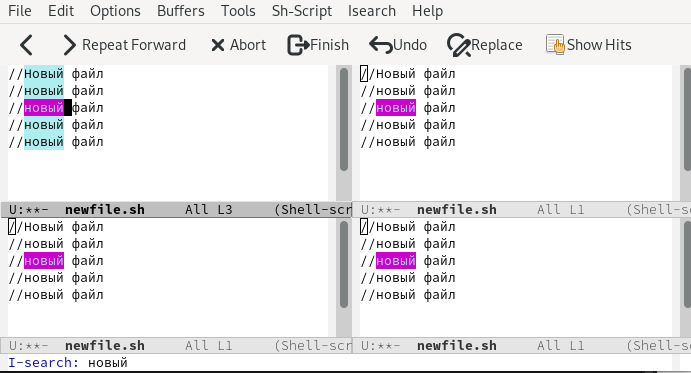 File Edit Options Buffers Tools Sh-Script Isearch Help
Repeat Forward Abort Finish Undo Replace Show Hits
//Новый файл
//новый файл
//новый файл
//новый файл
//новый файл
U:**- newfile.sh All L3 (Shell-scr
//Новый файл
//новый файл
//новый файл
//новый файл
//новый файл
U:**- newfile.sh All L1 (Shell-sc
//Новый файл
//новый файл
//новый файл
//новый файл
//новый файл
U:**- newfile.sh All L1 (Shell-scr
//Новый файл
//новый файл
//новый файл
//новый файл
//новый файл
U:**- newfile.sh All L1 (Shell-sc
I-search: новый